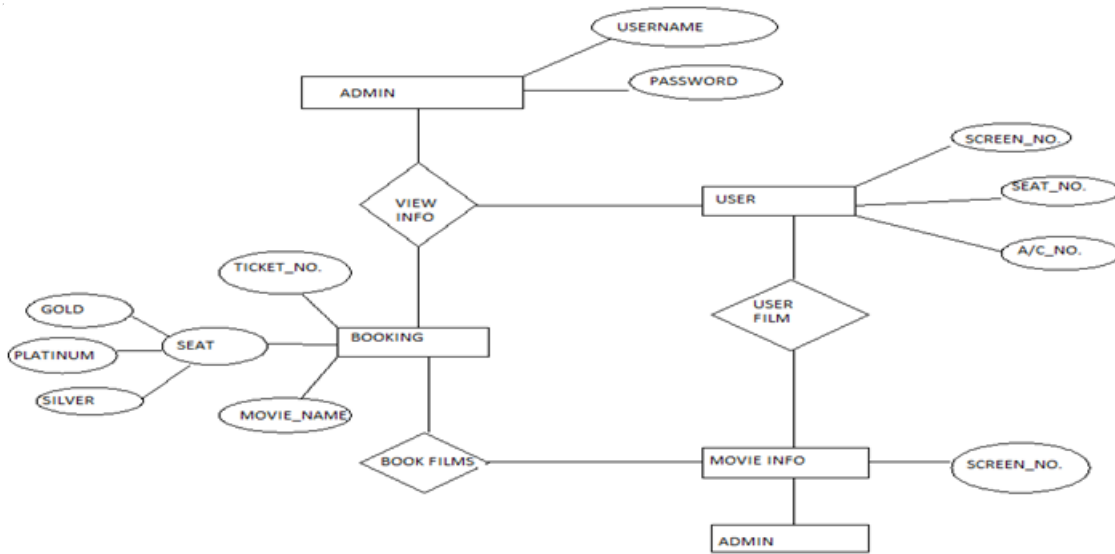 USERNAME
PASSWORD
ADMIN
SCREEN_NO.
SEAT_NO.
USER
VIEW
INFO
A/C_NO.
TICKET_NO.
GOLD
USER
FILM
BOOKING
SEAT
PLATINUM
SILVER
MOVIE_NAME
BOOK FILMS
MOVIE INFO
SCREEN_NO.
ADMIN